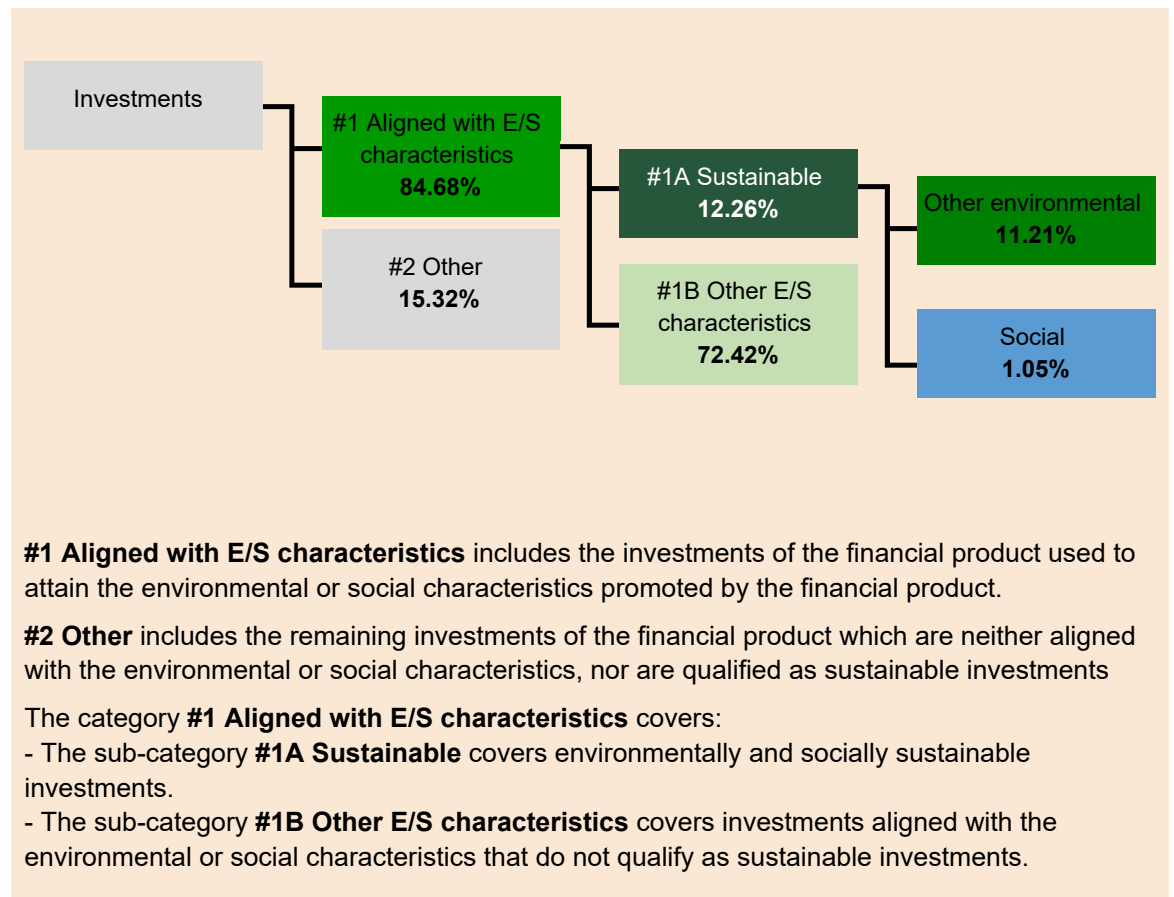 Investments
#1 Aligned with E/S
characteristics
84.68%
#2 Other
15.32%
#1A Sustainable
12.26%
#1B Other E/S
characteristics
72.42%
Other environmental
11.21%
Social
1.05%
#1 Aligned with E/S characteristics includes the investments of the financial product used to
attain the environmental or social characteristics promoted by the financial product.
#2 Other includes the remaining investments of the financial product which are neither aligned
with the environmental or social characteristics, nor are qualified as sustainable investments
The category #1 Aligned with E/S characteristics covers:
- The sub-category #1A Sustainable covers environmentally and socially sustainable
investments.
- The sub-category #1B Other E/S characteristics covers investments aligned with the
environmental or social characteristics that do not qualify as sustainable investments.